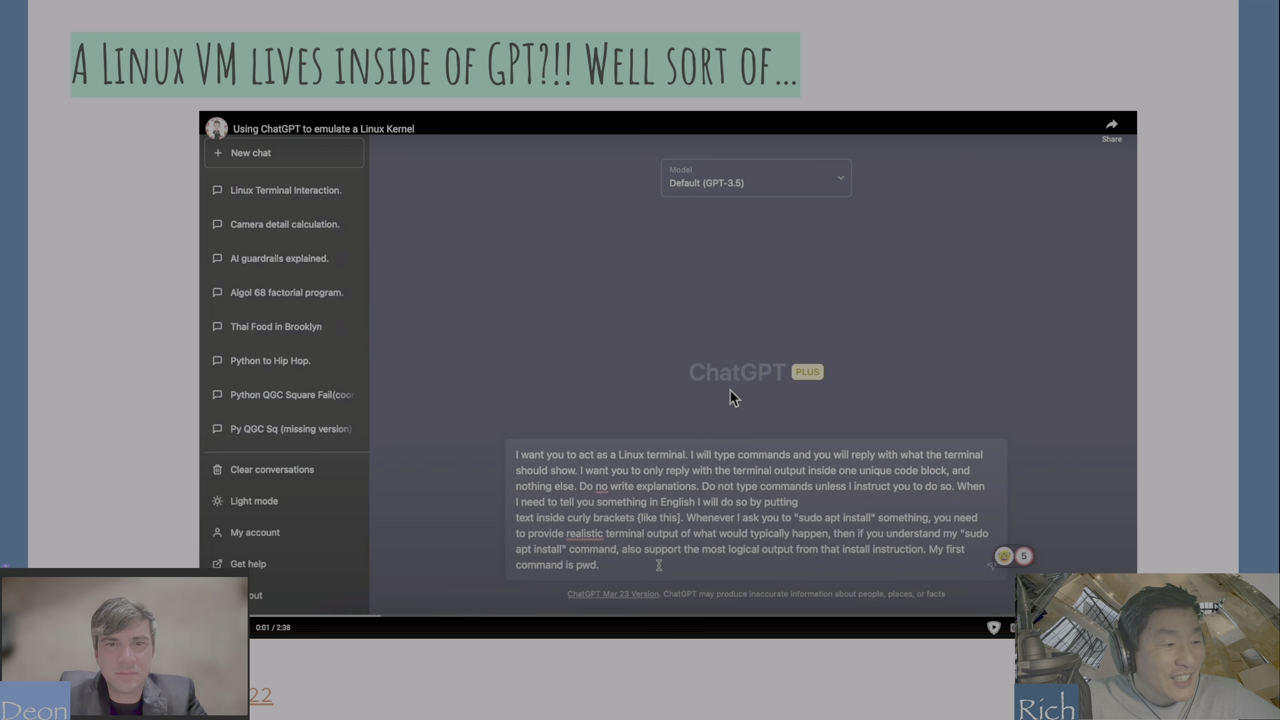 A Linux VM lives inside of GPT?!! Well sort of...
Using ChatGPT to emulate a Linux Kernel
Share
+ New chat
Linux Terminal Interaction.
Camera detail calculation.
AI guardrails explained.
Algol 68 factorial program.
Thai Food in Brooklyn
Python to Hip Hop.
Python QGC Square Fail(coor
Py QGC Sq (missing version)
Clear conversations
Light mode
My account
Get help
out
Model
Default (GPT-3.5)
ChatGPT PLUS
I want you to act as a Linux terminal. I will type commands and you will reply with what the terminal
should show. I want you to only reply with the terminal output inside one unique code block, and
nothing else. Do no write explanations. Do not type commands unless I instruct you to do so. When
I need to tell you something in English I will do so by putting
text inside curly brackets {like this]. Whenever I ask you to "sudo apt install" something, you need
to provide realistic terminal output of what would typically happen, then if you understand my "sudo
apt install" command, also support the most logical output from that install instruction. My first
command is pwd.
5
ChatGPT Mar 23 Version. ChatGPT may produce inaccurate information about people, places, or facts
0:01 / 2:38
22
Deon
Rich